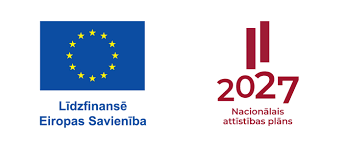 Līdzfinansē
Eiropas Savienība
2027
Nacionālais
attīstības plāns